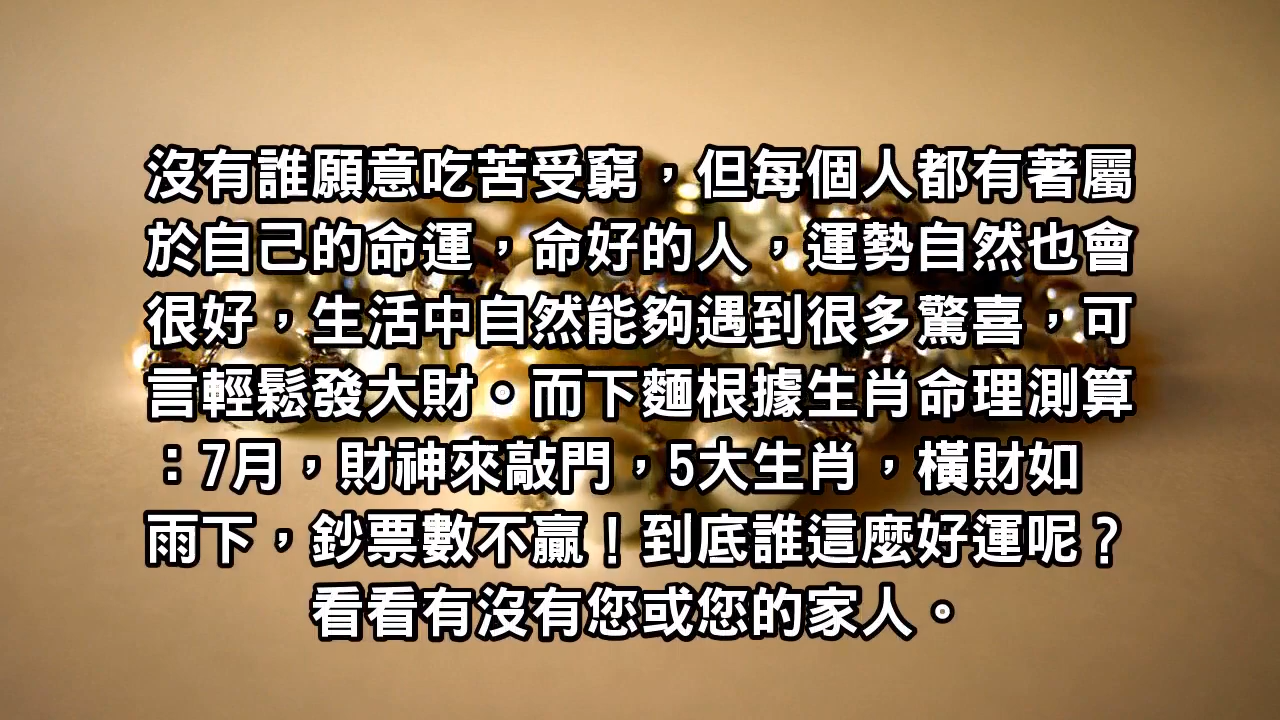 沒有誰願意吃苦受窮，但每個人都有著屬
於自己的命運，命好的人，運勢自然也會
很好，生活中自然能夠遇到很多驚喜，可
言輕鬆發大財。而下麵根據生肖命理測算
：7月，財神來敲門，5大生肖，橫財如
雨下，鈔票數不贏！到底誰這麼好運呢？
看看有沒有您或您的家人。